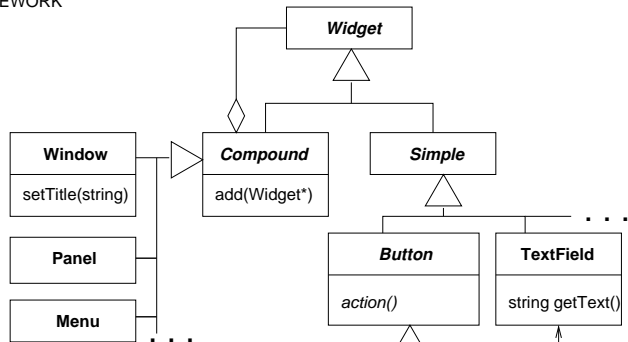 EWORK
Widget
Window
Compound
Simple
setTitle(string)
add(Widget*)
. . .
Panel
Button
TextField
action()
string getText()
Menu
. . .